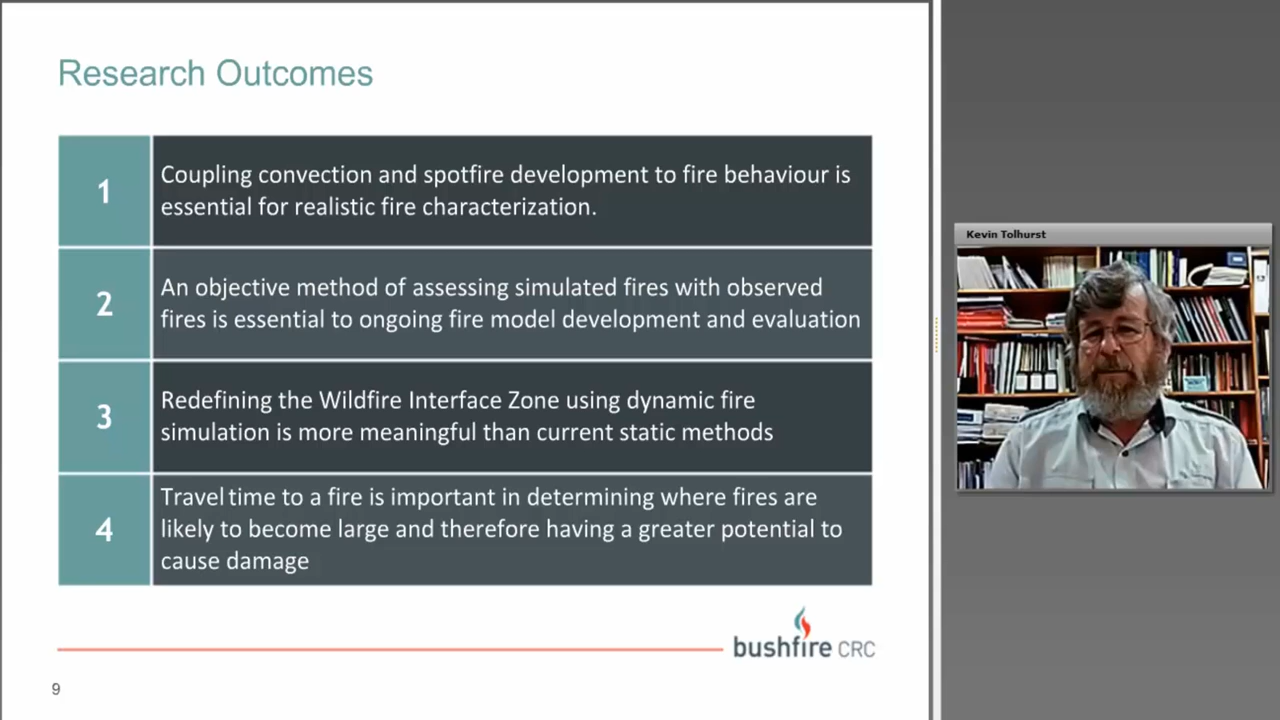 Research Outcomes
1
Coupling convection and spotfire development to fire behaviour is
essential for realistic fire characterization.
2
An objective method of assessing simulated fires with observed
fires is essential to ongoing fire model development and evaluation
3
Redefining the Wildfire Interface Zone using dynamic fire
simulation is more meaningful than current static methods
4
Travel time to a fire is important in determining where fires are
likely to become large and therefore having a greater potential to
cause damage
bushfire CRC
9
Kevin Tolhurst